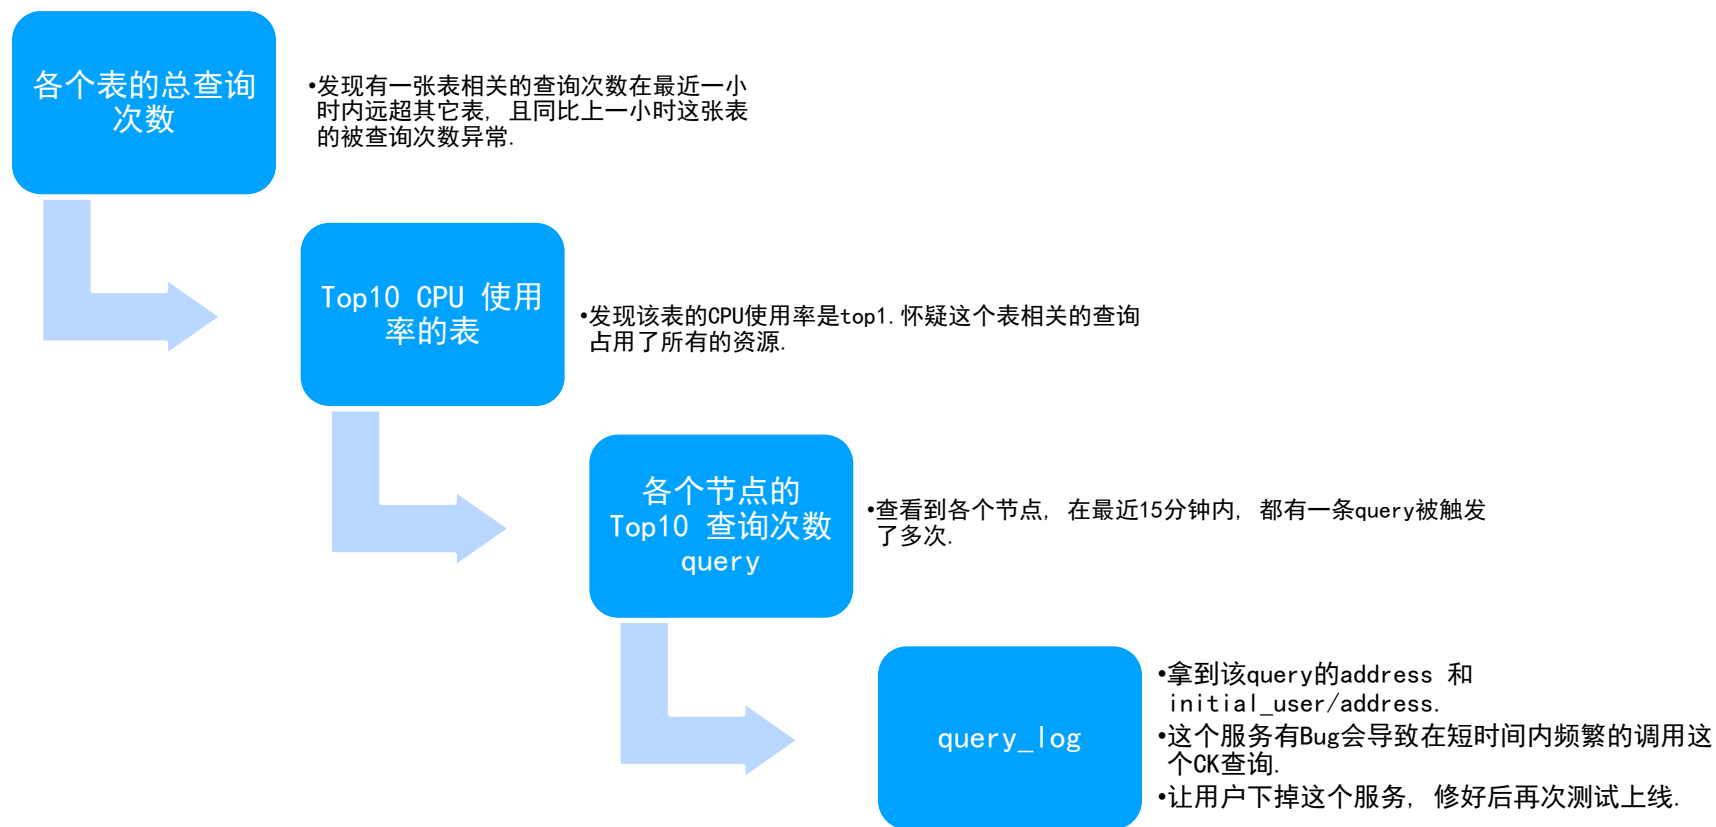 各个表的总查询
次数
•发现有一张表相关的查询次数在最近一小
时内远超其它表, 且同比上一小时这张表
的被查询次数异常.
Top10 CPU 使用
率的表
•发现该表的CPU使用率是top1.怀疑这个表相关的查询
占用了所有的资源.
各个节点的
Top10 查询次数
query
•查看到各个节点, 在最近15分钟内, 都有一条query被触发
了多次.
query_log
•拿到该query的address 和
initial_user/address.
•这个服务有Bug会导致在短时间内频繁的调用这
个CK查询.
•让用户下掉这个服务, 修好后再次测试上线.